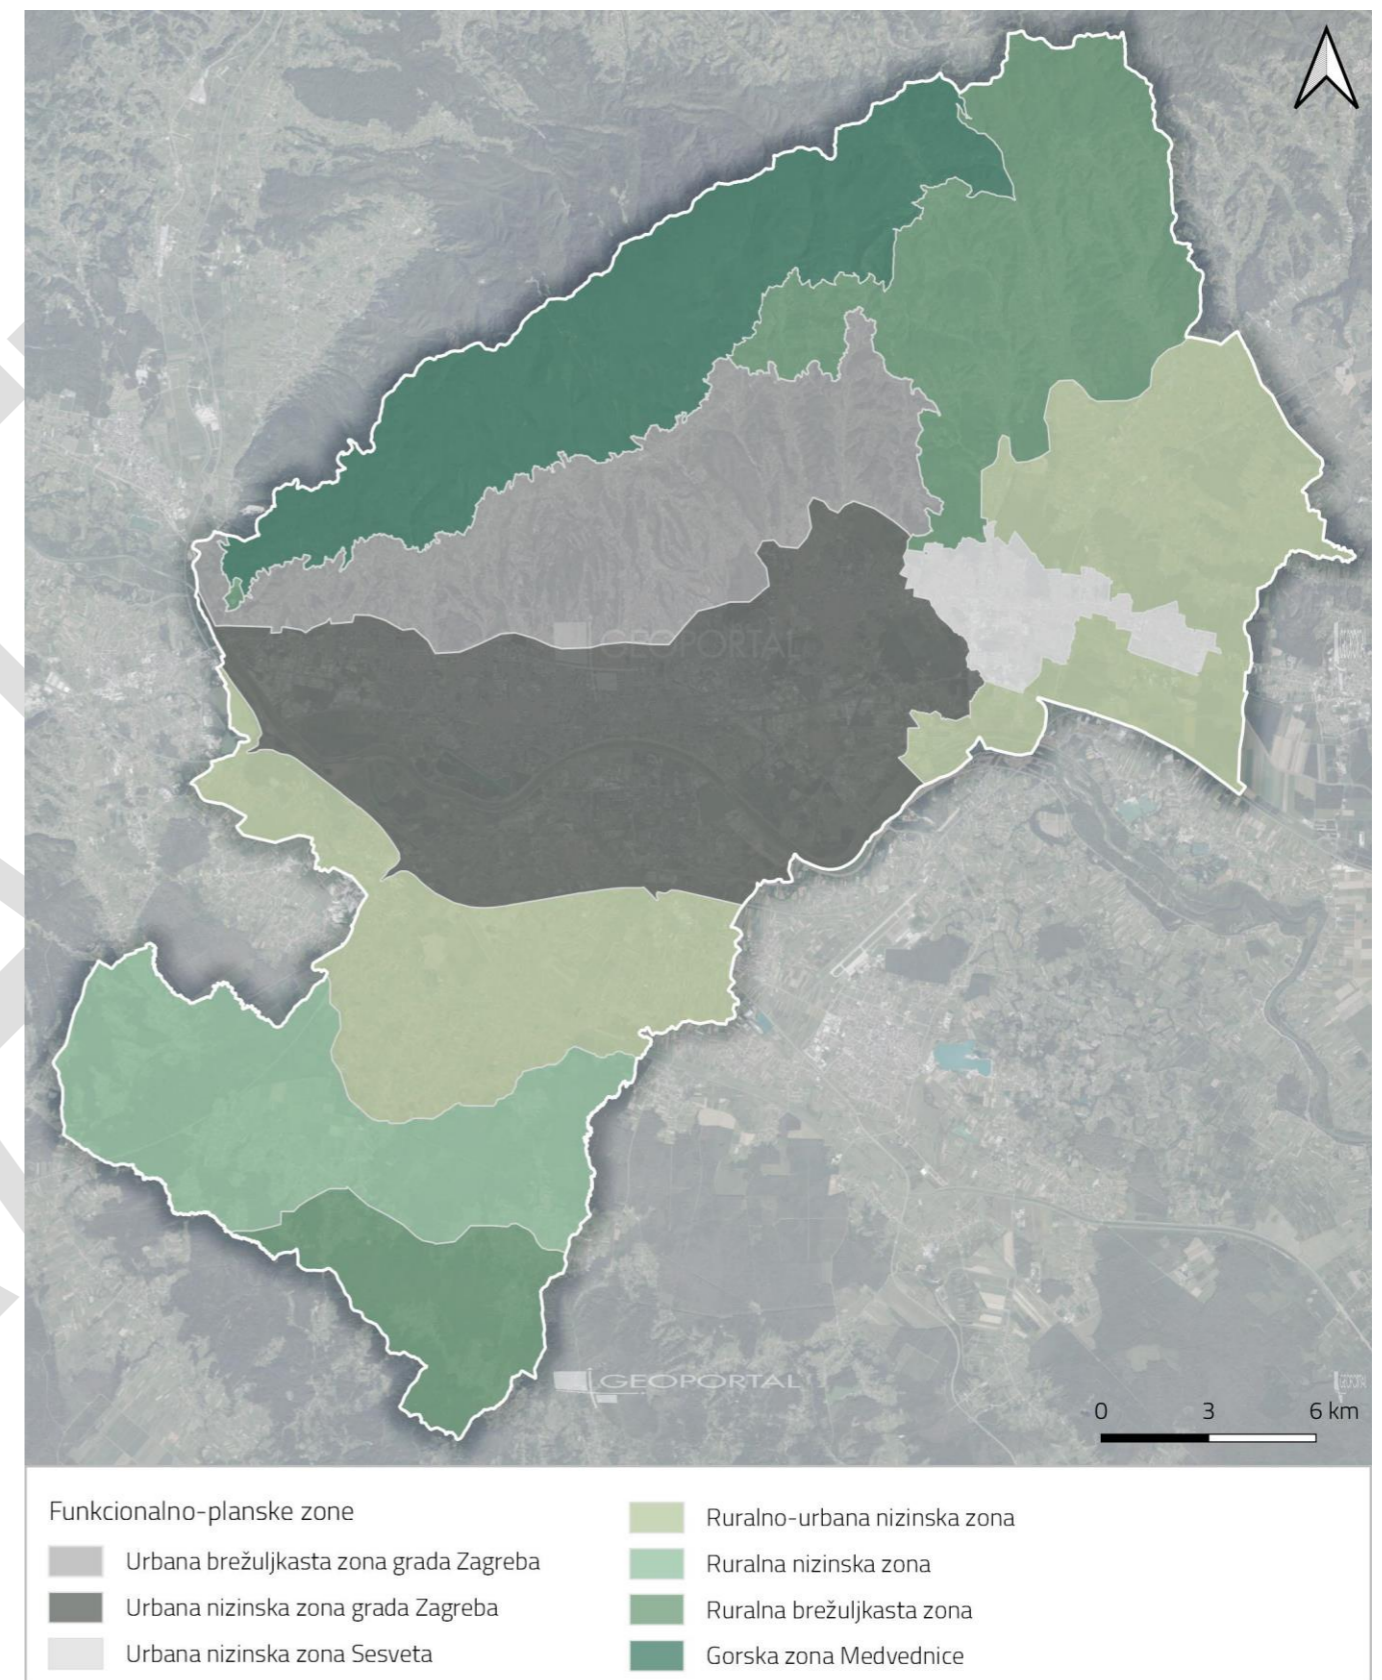 GEOPORTAL
GEOPORTAL
0 3 6 km
Funkcionalno-planske zone
Urbana brežuljkasta zona grada Zagreba
Urbana nizinska zona grada Zagreba
Urbana nizinska zona Sesveta
Ruralno-urbana nizinska zona
Ruralna nizinska zona
Ruralna brežuljkasta zona
Gorska zona Medvednice